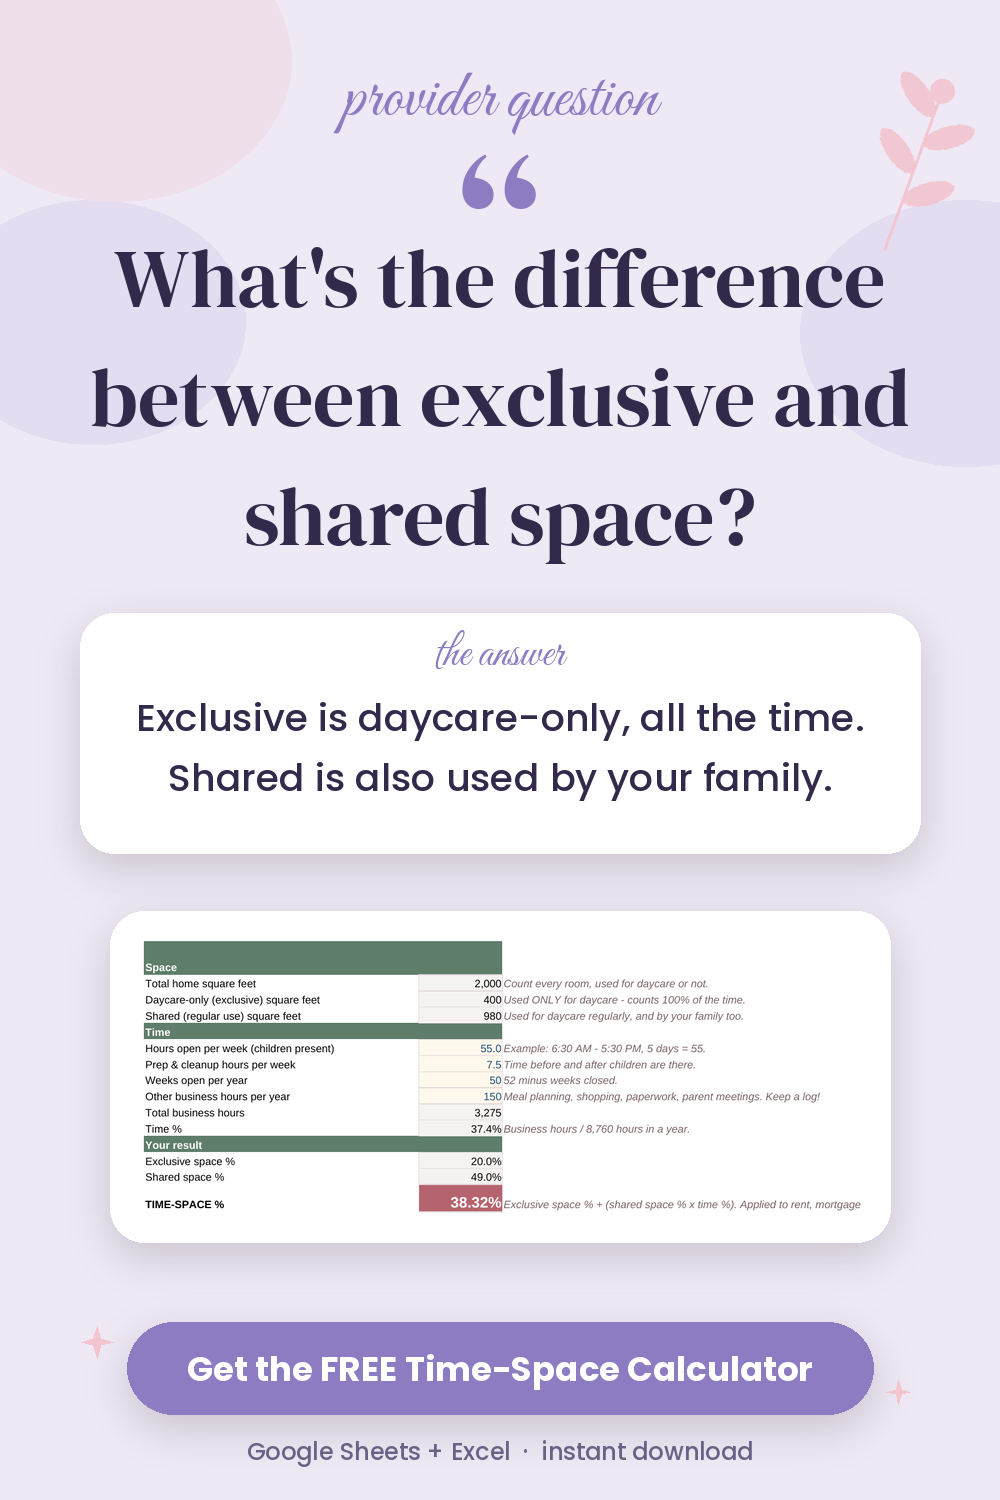 provider question
“
What's the difference
between exclusive and
shared space?
the answer
Exclusive is daycare-only, all the time.
Shared is also used by your family.
Space
Total home square feet 2,000 Count every room, used for daycare or not.
Daycare-only (exclusive) square feet 400 Used ONLY for daycare - counts 100% of the time.
Shared (regular use) square feet 980 Used for daycare regularly, and by your family too.
Time
Hours open per week (children present) 55.0 Example: 6:30 AM - 5:30 PM, 5 days = 55.
Prep & cleanup hours per week 7.5 Time before and after children are there.
Weeks open per year 50 52 minus weeks closed.
Other business hours per year 150 Meal planning, shopping, paperwork, parent meetings. Keep a log!
Total business hours 3,275
Time % 37.4% Business hours / 8,760 hours in a year.
Your result
Exclusive space % 20.0%
Shared space % 49.0%
TIME-SPACE % 38.32% Exclusive space % + (shared space % x time %). Applied to rent, mortgage
Get the FREE Time-Space Calculator
Google Sheets + Excel · instant download